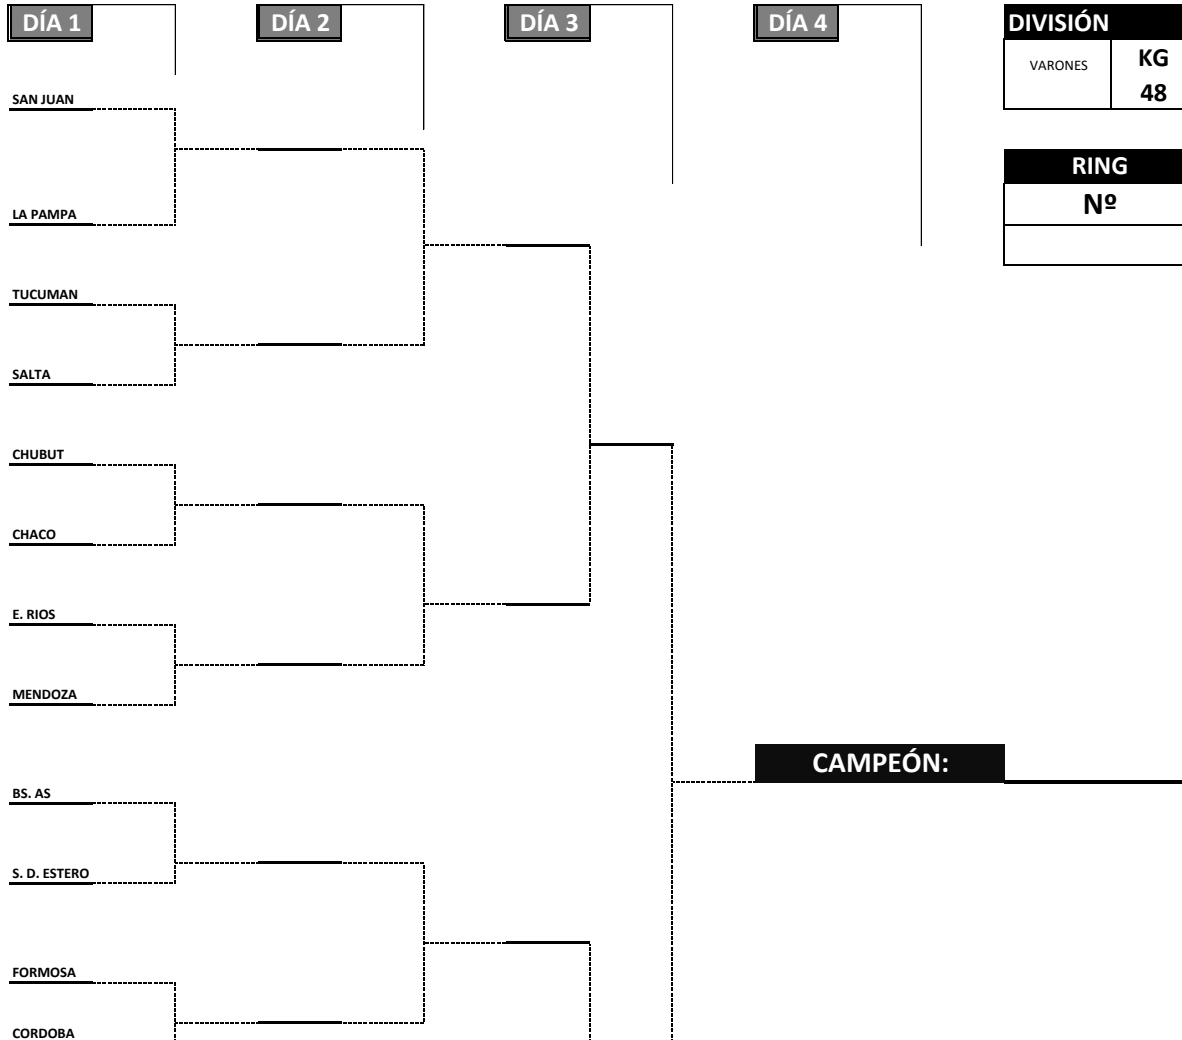 DÍA 1 DÍA 2 DÍA 3 DÍA 4
DIVISIÓN
VARONES KG
48
RING
Nº
SAN JUAN
LA PAMPA
TUCUMAN
SALTA
CHUBUT
CHACO
E. RIOS
MENDOZA
CAMPEÓN:
BS. AS
S. D. ESTERO
FORMOSA
CORDOBA